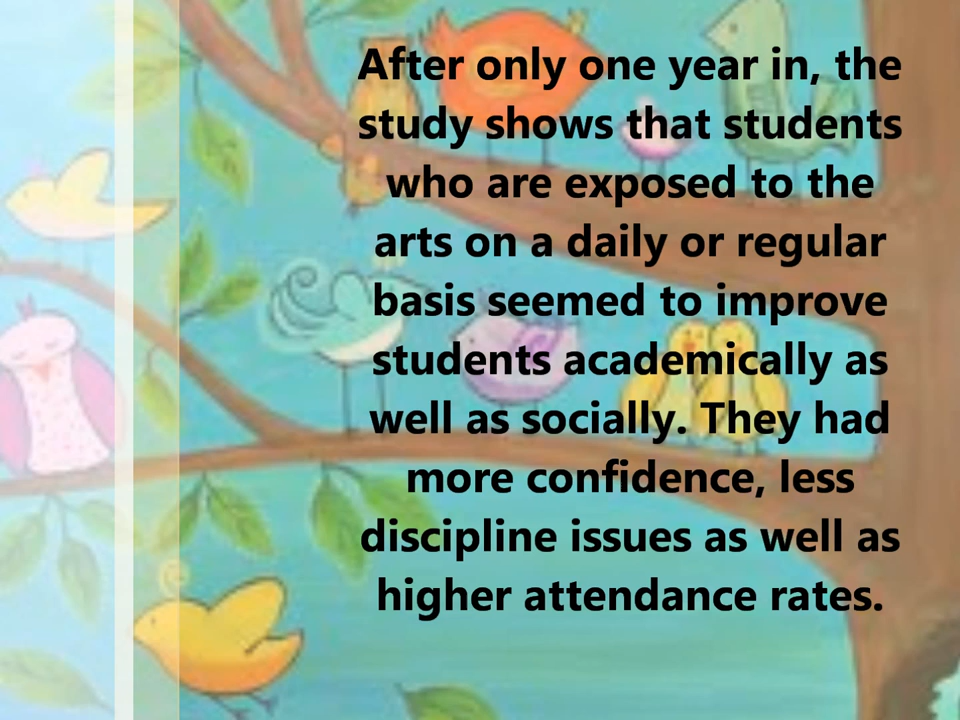 After only one year in, the
study shows that students
who are exposed to the
arts on a daily or regular
basis seemed to improve
students academically as
well as socially. They had
more confidence, less
discipline issues as well as
higher attendance rates.